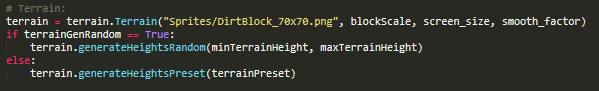 # Terrain:
terrain = terrain.Terrain("Sprites/DirtBlock_70x70.png", blockScale, screen_size, smooth_factor)
if terrainGenRandom == True:
    terrain.generateHeightsRandom(minTerrainHeight, maxTerrainHeight)
else:
    terrain.generateHeightsPreset(terrainPreset)